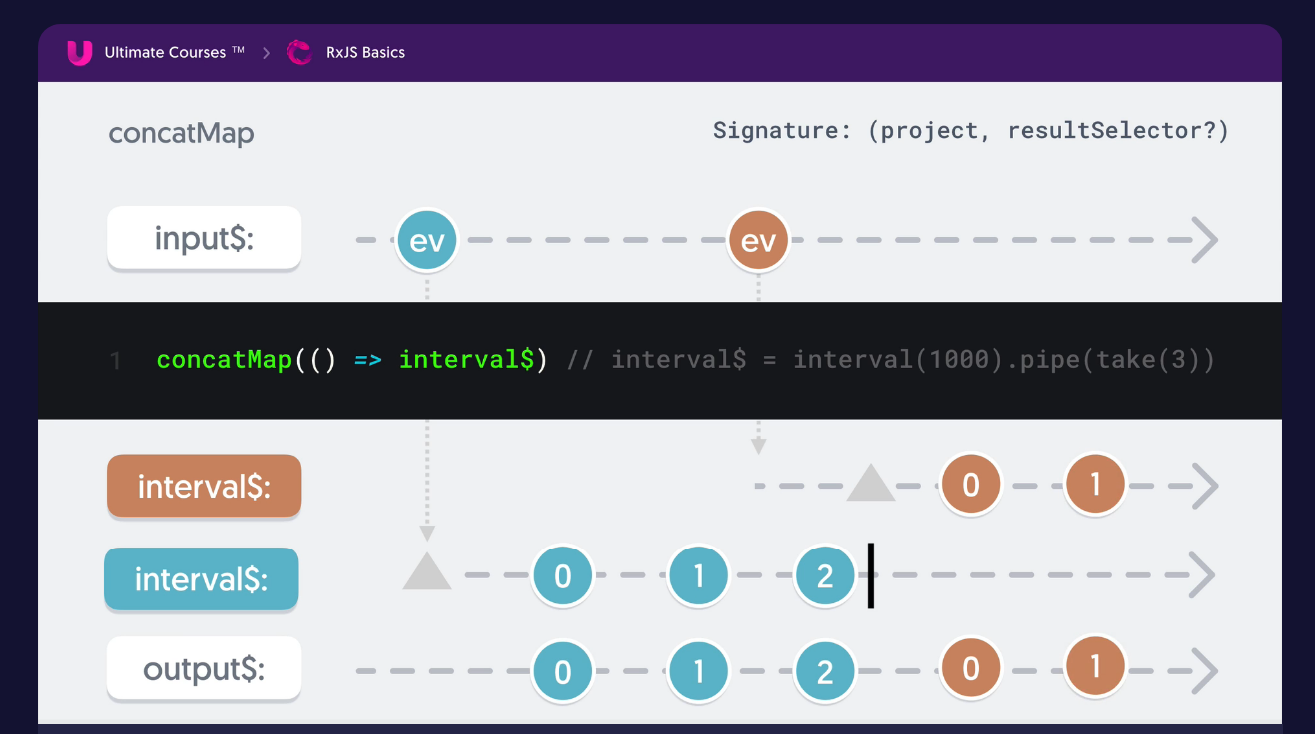 Ultimate Courses ™ > RxJS Basics
concatMap
Signature: (project, resultSelector?)
input$:
ev ev
1 concatMap(() => interval$) // interval$ = interval(1000).pipe(take(3))
interval$:
0 1
interval$:
0 1 2
output$:
0 1 2 0 1